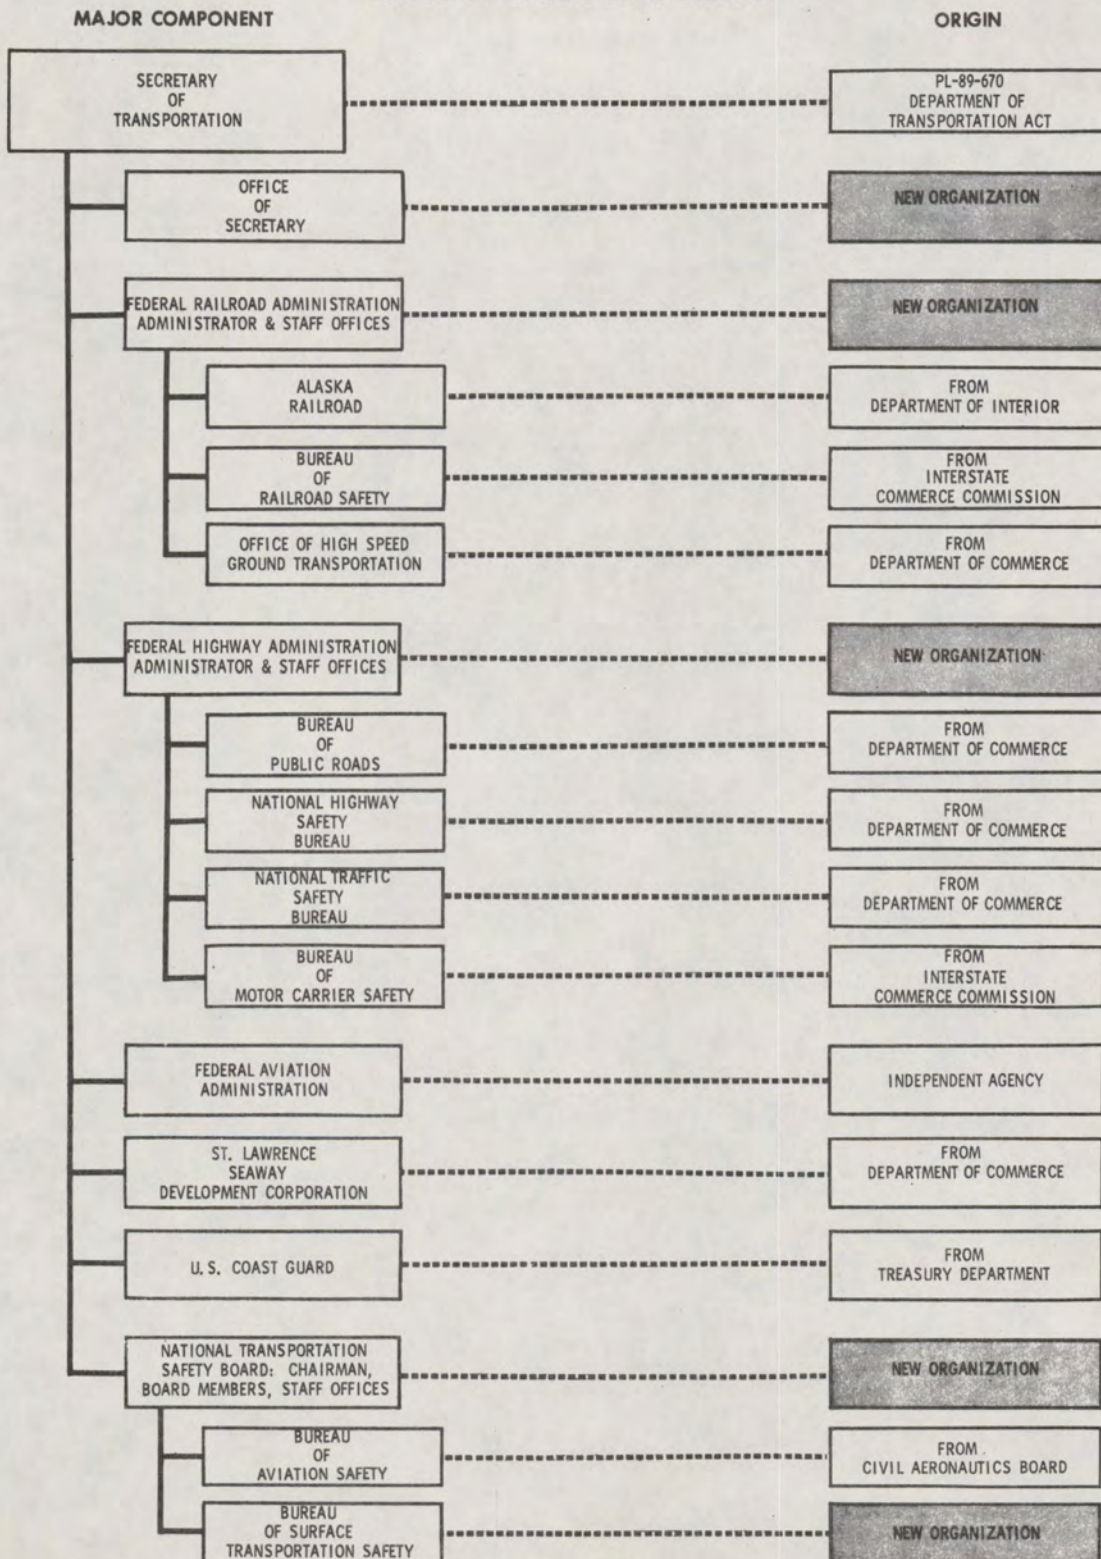 MAJOR COMPONENT
ORIGIN
SECRETARY
OF
TRANSPORTATION
PL-89-670
DEPARTMENT OF
TRANSPORTATION ACT
OFFICE
OF
SECRETARY
NEW ORGANIZATION
FEDERAL RAILROAD ADMINISTRATION
ADMINISTRATOR & STAFF OFFICES
NEW ORGANIZATION
ALASKA
RAILROAD
FROM
DEPARTMENT OF INTERIOR
BUREAU
OF
RAILROAD SAFETY
FROM
INTERSTATE
COMMERCE COMMISSION
OFFICE OF HIGH SPEED
GROUND TRANSPORTATION
FROM
DEPARTMENT OF COMMERCE
FEDERAL HIGHWAY ADMINISTRATION
ADMINISTRATOR & STAFF OFFICES
NEW ORGANIZATION
BUREAU
OF
PUBLIC ROADS
FROM
DEPARTMENT OF COMMERCE
NATIONAL HIGHWAY
SAFETY
BUREAU
FROM
DEPARTMENT OF COMMERCE
NATIONAL TRAFFIC
SAFETY
BUREAU
FROM
DEPARTMENT OF COMMERCE
BUREAU
OF
MOTOR CARRIER SAFETY
FROM
INTERSTATE
COMMERCE COMMISSION
FEDERAL AVIATION
ADMINISTRATION
INDEPENDENT AGENCY
ST. LAWRENCE
SEAWAY
DEVELOPMENT CORPORATION
FROM
DEPARTMENT OF COMMERCE
U.S. COAST GUARD
FROM
TREASURY DEPARTMENT
NATIONAL TRANSPORTATION
SAFETY BOARD: CHAIRMAN,
BOARD MEMBERS, STAFF OFFICES
NEW ORGANIZATION
BUREAU
OF
AVIATION SAFETY
FROM
CIVIL AERONAUTICS BOARD
BUREAU
OF SURFACE
TRANSPORTATION SAFETY
NEW ORGANIZATION